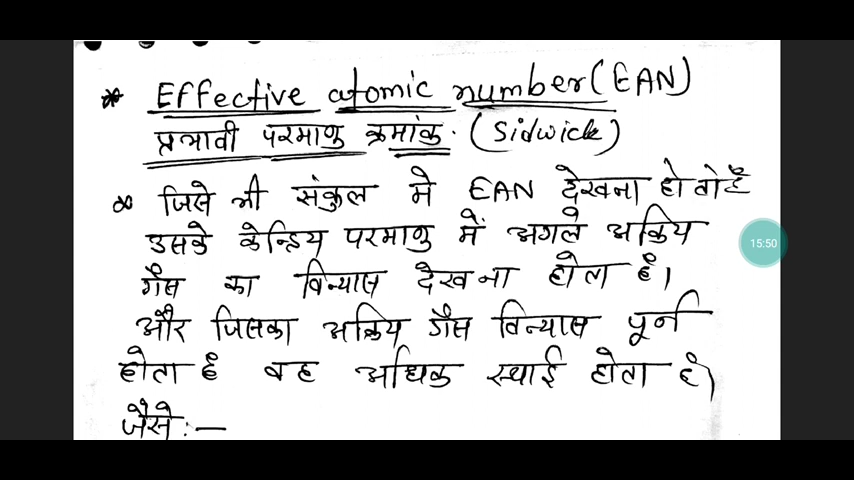 * Effective atomic number (EAN)
प्रभावी परमाणु क्रमांक. (Sidwick)
जिसे भी संकुल मे EAN देखना हो तो है
उसके केन्द्रिय परमाणु में अगले अक्रिय
गैस का विन्यास देखना होता है।
और जिसका अक्रिय गैस विन्यास पूर्न
होता है वह अधिक स्थाई होता है।
जैसे :—
15:50